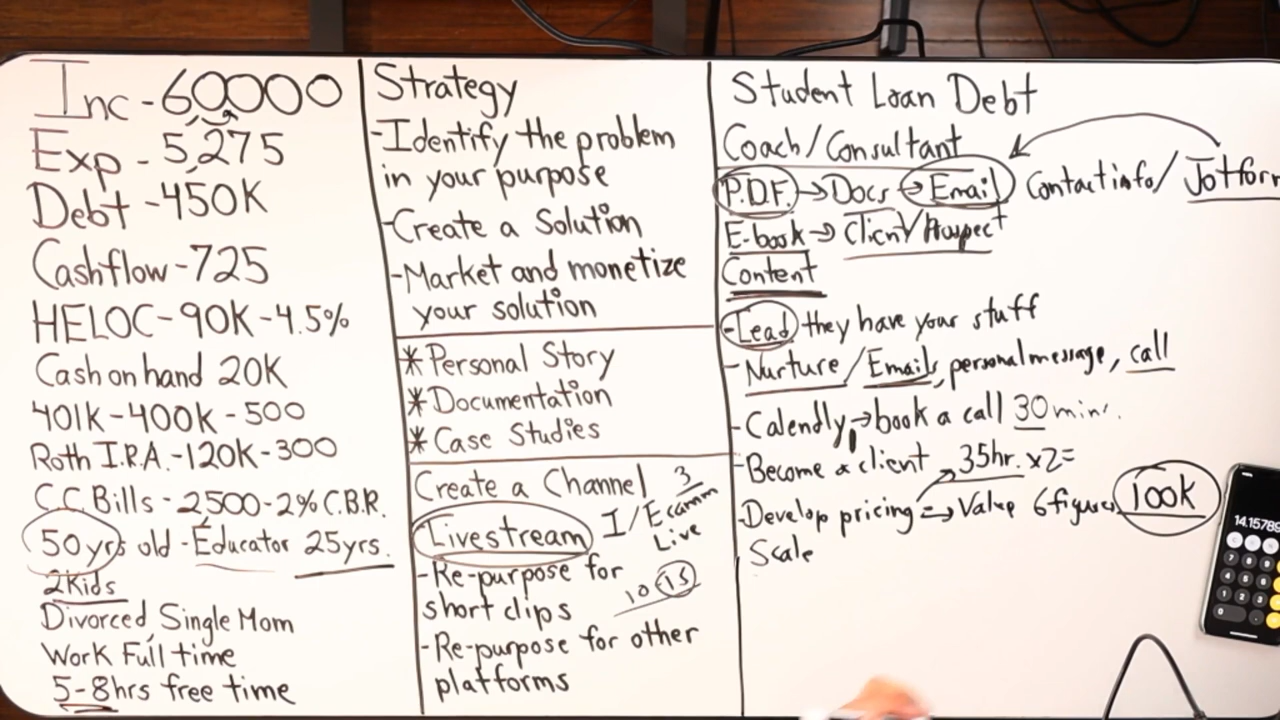 Inc - 60000
Exp - 5,275
Debt - 450K
Cashflow - 725
HELOC - 90K - 4.5%
Cash on hand 20K
401K - 400K - 500
Roth I.R.A. - 120K - 300
C.C. Bills - 2500 - 2% C.B.R.
50yrs old - Educator 25yrs.
2Kids
Divorced, Single Mom
Work Full time
5-8hrs free time
Strategy
- Identify the problem
in your purpose
- Create a Solution
- Market and monetize
your solution
* Personal Story
* Documentation
* Case Studies
Create a Channel 3
Livestream I/Ecamm
Live
- Re-purpose for
short clips 10 15
- Re-purpose for other
platforms
Student Loan Debt
Coach/Consultant
P.D.F. → Docs → Email Contact info/ Jotform
E-book → Client/Prospect
Content
- Lead they have your stuff
- Nurture/Emails, personal message, call
- Calendly → book a call 30 min.
- Become a client 35hr. x2=
- Develop pricing → Value 6 figures 100K
Scale
14.15789